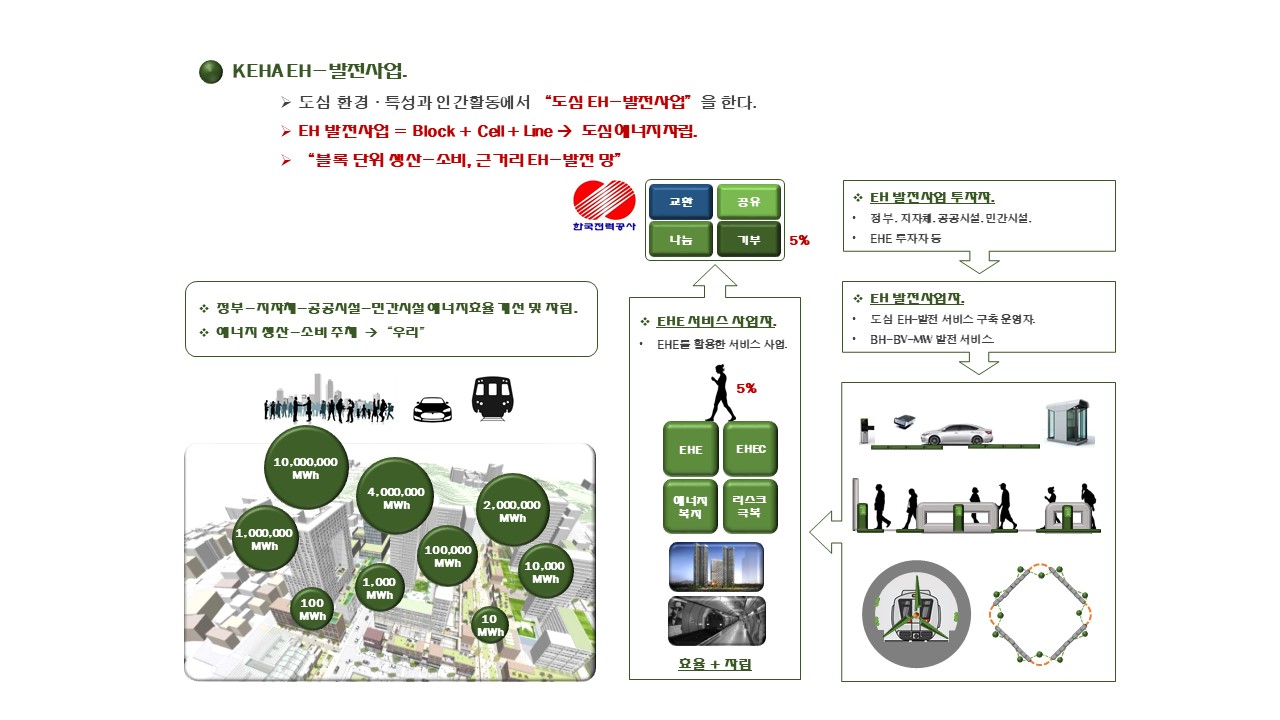 KEHA EH-발전사업.
➢ 도심 환경·특성과 인간활동에서 “도심 EH-발전사업” 을 한다.
➢ EH 발전사업 = Block + Cell + Line → 도심에너지자립.
➢ “블록 단위 생산-소비, 근거리 EH-발전 망”
한국전력공사
교환 공유
나눔 기부 5%
❖ EH 발전사업 투자자.
• 정부. 지자체. 공공시설. 민간시설.
• EHE 투자자 등
❖ 정부-지자체-공공시설-민간시설 에너지효율 개선 및 자립.
❖ 에너지 생산-소비 주체 → “우리”
❖ EHE 서비스 사업자.
• EHE를 활용한 서비스 사업.
5%
EHE EHEC
에너지 복지
리스크 극복
효율 + 자립
❖ EH 발전사업자.
• 도심 EH-발전 서비스 구축 운영자.
• BH-BV-MW 발전 서비스.
10,000,000
MWh
4,000,000
MWh
2,000,000
MWh
1,000,000
MWh
100,000
MWh
10,000
MWh
1,000
MWh
100
MWh
10
MWh